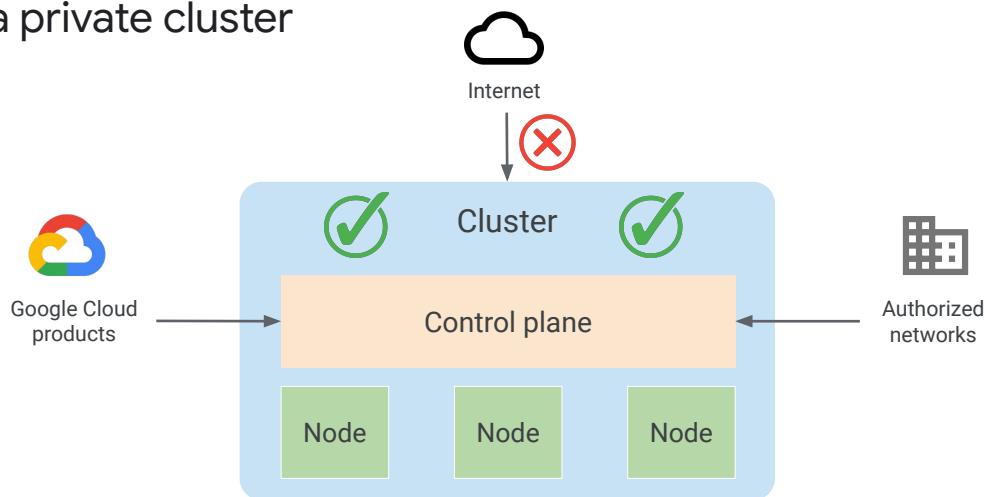 a private cluster
Internet
Cluster
Google Cloud
products
Control plane
Authorized
networks
Node
Node
Node